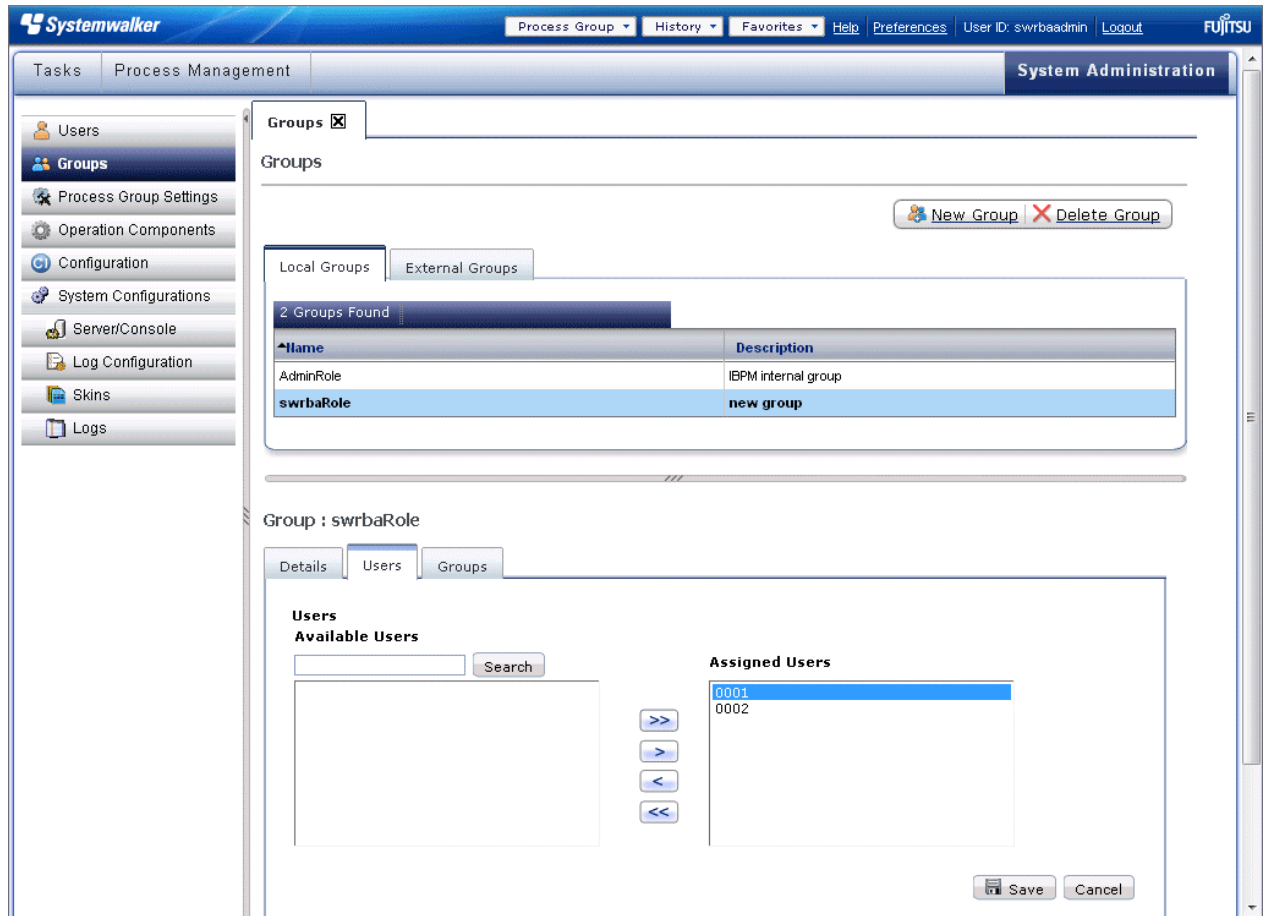 Systemwalker Process Group History Favorites Help Preferences User ID: swrbaadmin Logout FUJITSU
Tasks Process Management System Administration
Users
Groups
Process Group Settings
Operation Components
Configuration
System Configurations
Server/Console
Log Configuration
Skins
Logs
Groups
Groups
New Group Delete Group
Local Groups External Groups
2 Groups Found
Name Description
AdminRole IBPM internal group
swrbaRole new group
Group : swrbaRole
Details Users Groups
Users
Available Users
Search
Assigned Users
0001
0002
>>
>
<
<<
Save Cancel